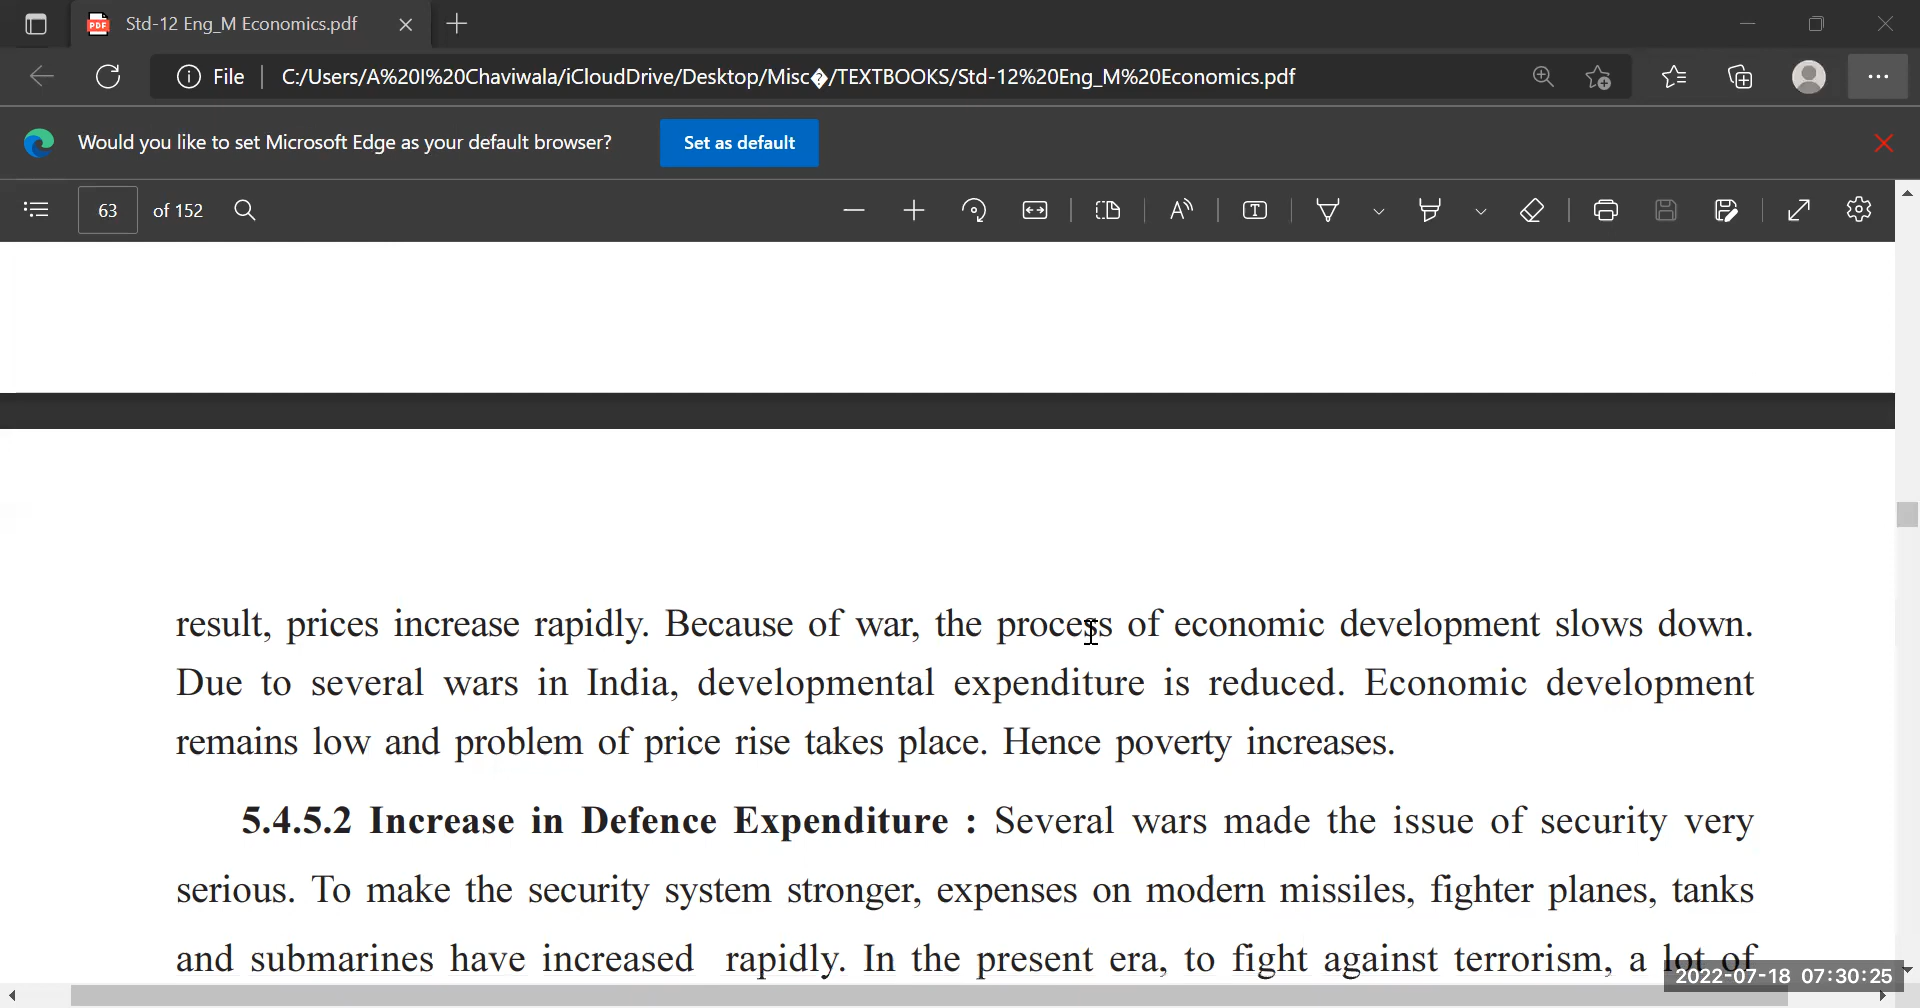 Std-12 Eng_M Economics.pdf
File
C:/Users/A%20I%20Chaviwala/iCloudDrive/Desktop/Misc�/TEXTBOOKS/Std-12%20Eng_M%20Economics.pdf
Would you like to set Microsoft Edge as your default browser?
Set as default
63 of 152
result, prices increase rapidly. Because of war, the process of economic development slows down.
Due to several wars in India, developmental expenditure is reduced. Economic development
remains low and problem of price rise takes place. Hence poverty increases.
5.4.5.2 Increase in Defence Expenditure : Several wars made the issue of security very
serious. To make the security system stronger, expenses on modern missiles, fighter planes, tanks
and submarines have increased rapidly. In the present era, to fight against terrorism, a lot of
2022-07-18 07:30:25